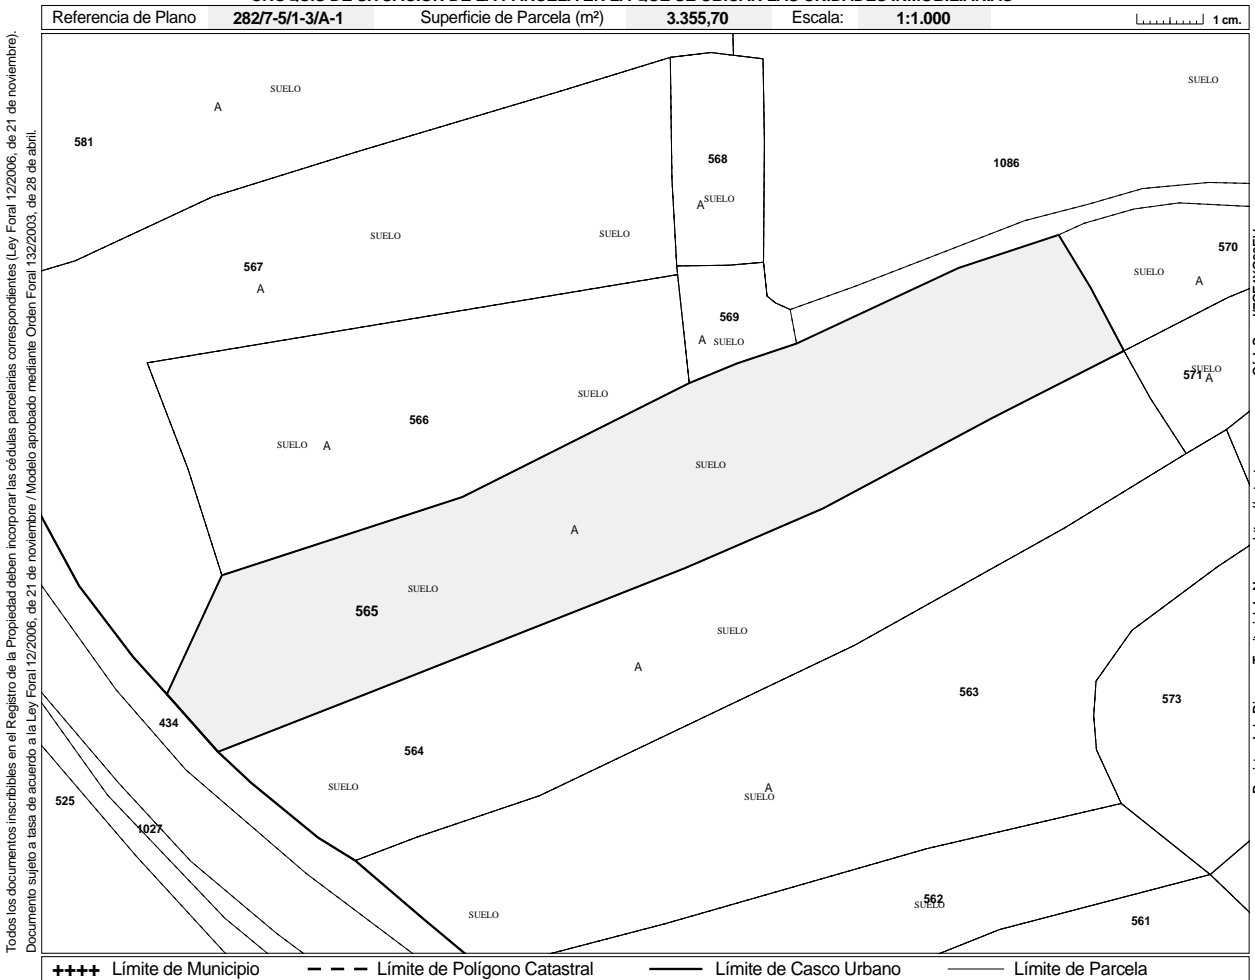 Referencia de Plano 282/7-5/1-3/A-1 Superficie de Parcela (m²) 3.355,70 Escala: 1:1.000 1 cm.
Todos los documentos inscribibles en el Registro de la Propiedad deben incorporar las cédulas parcelarias correspondientes (Ley Foral 12/2006, de 21 de noviembre).
Documento sujeto a tasa de acuerdo a la Ley Foral 12/2006, de 21 de noviembre / Modelo aprobado mediante Orden Foral 132/2003, de 28 de abril.
SUELO
SUELO
A
581
568
1086
SUELO
A
SUELO
SUELO
570
567
SUELO
A
A
569
A
SUELO
SUELO
571
A
SUELO
566
SUELO
A
SUELO
A
SUELO
565
SUELO
A
563
573
434
564
SUELO
A
SUELO
525
1027
562
SUELO
SUELO
561
++++ Límite de Municipio
Límite de Polígono Catastral
Límite de Casco Urbano
Límite de Parcela